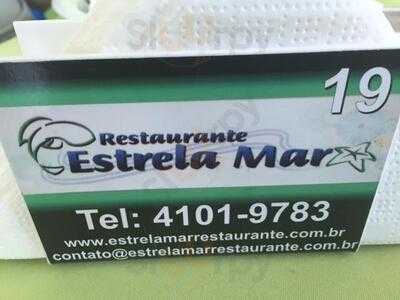 19
Restaurante
Estrela Mar
Tel: 4101-9783
www.estrelamarrestaurante.com.br
contato@estrelamarrestaurante.com.br